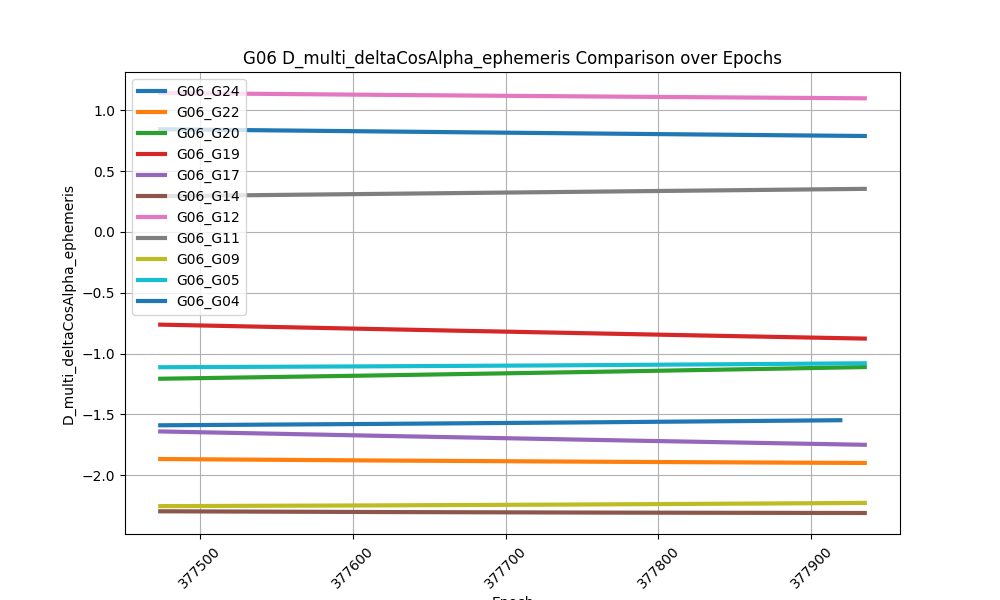 G06 D_multi_deltaCosAlpha_ephemeris Comparison over Epochs
D_multi_deltaCosAlpha_ephemeris
1.0
0.5
0.0
−0.5
−1.0
−1.5
−2.0
G06_G24
G06_G22
G06_G20
G06_G19
G06_G17
G06_G14
G06_G12
G06_G11
G06_G09
G06_G05
G06_G04
377500
377600
377700
377800
377900
Epoch